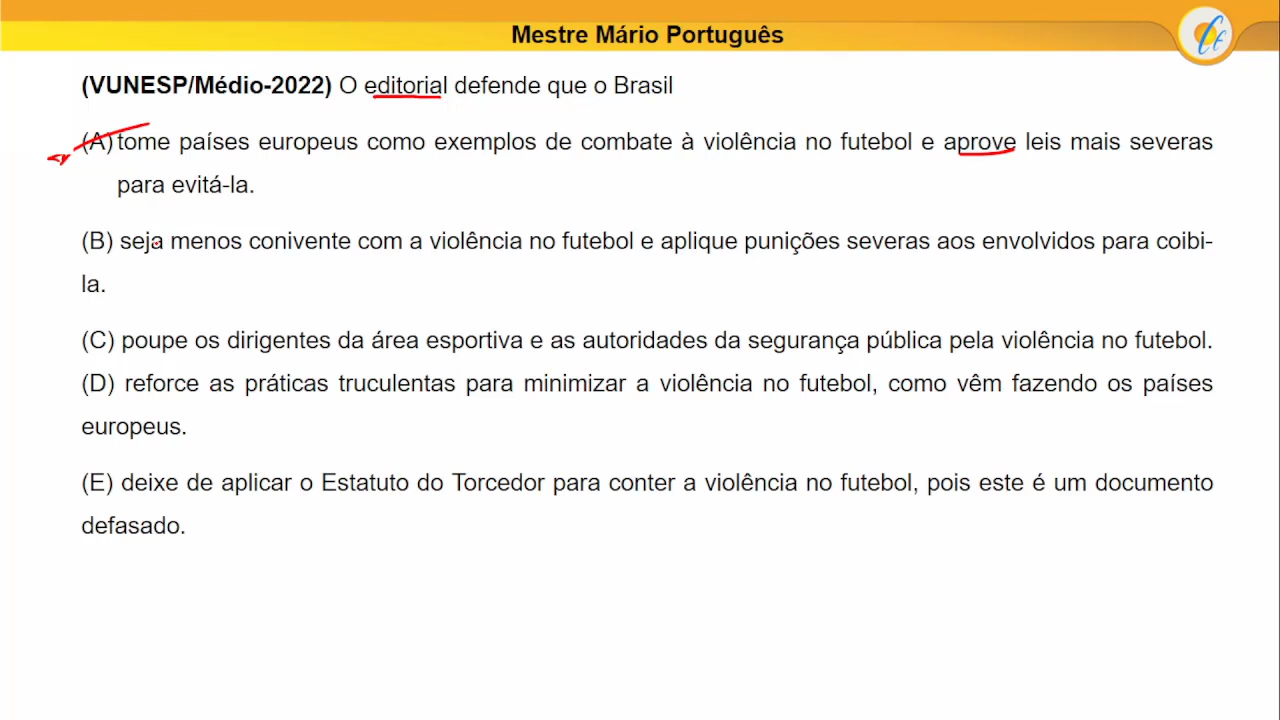 Mestre Mário Português
(VUNESP/Médio-2022) O editorial defende que o Brasil
(A) tome países europeus como exemplos de combate à violência no futebol e aprove leis mais severas
para evitá-la.
(B) seja menos conivente com a violência no futebol e aplique punições severas aos envolvidos para coibi-
la.
(C) poupe os dirigentes da área esportiva e as autoridades da segurança pública pela violência no futebol.
(D) reforce as práticas truculentas para minimizar a violência no futebol, como vêm fazendo os países
europeus.
(E) deixe de aplicar o Estatuto do Torcedor para conter a violência no futebol, pois este é um documento
defasado.